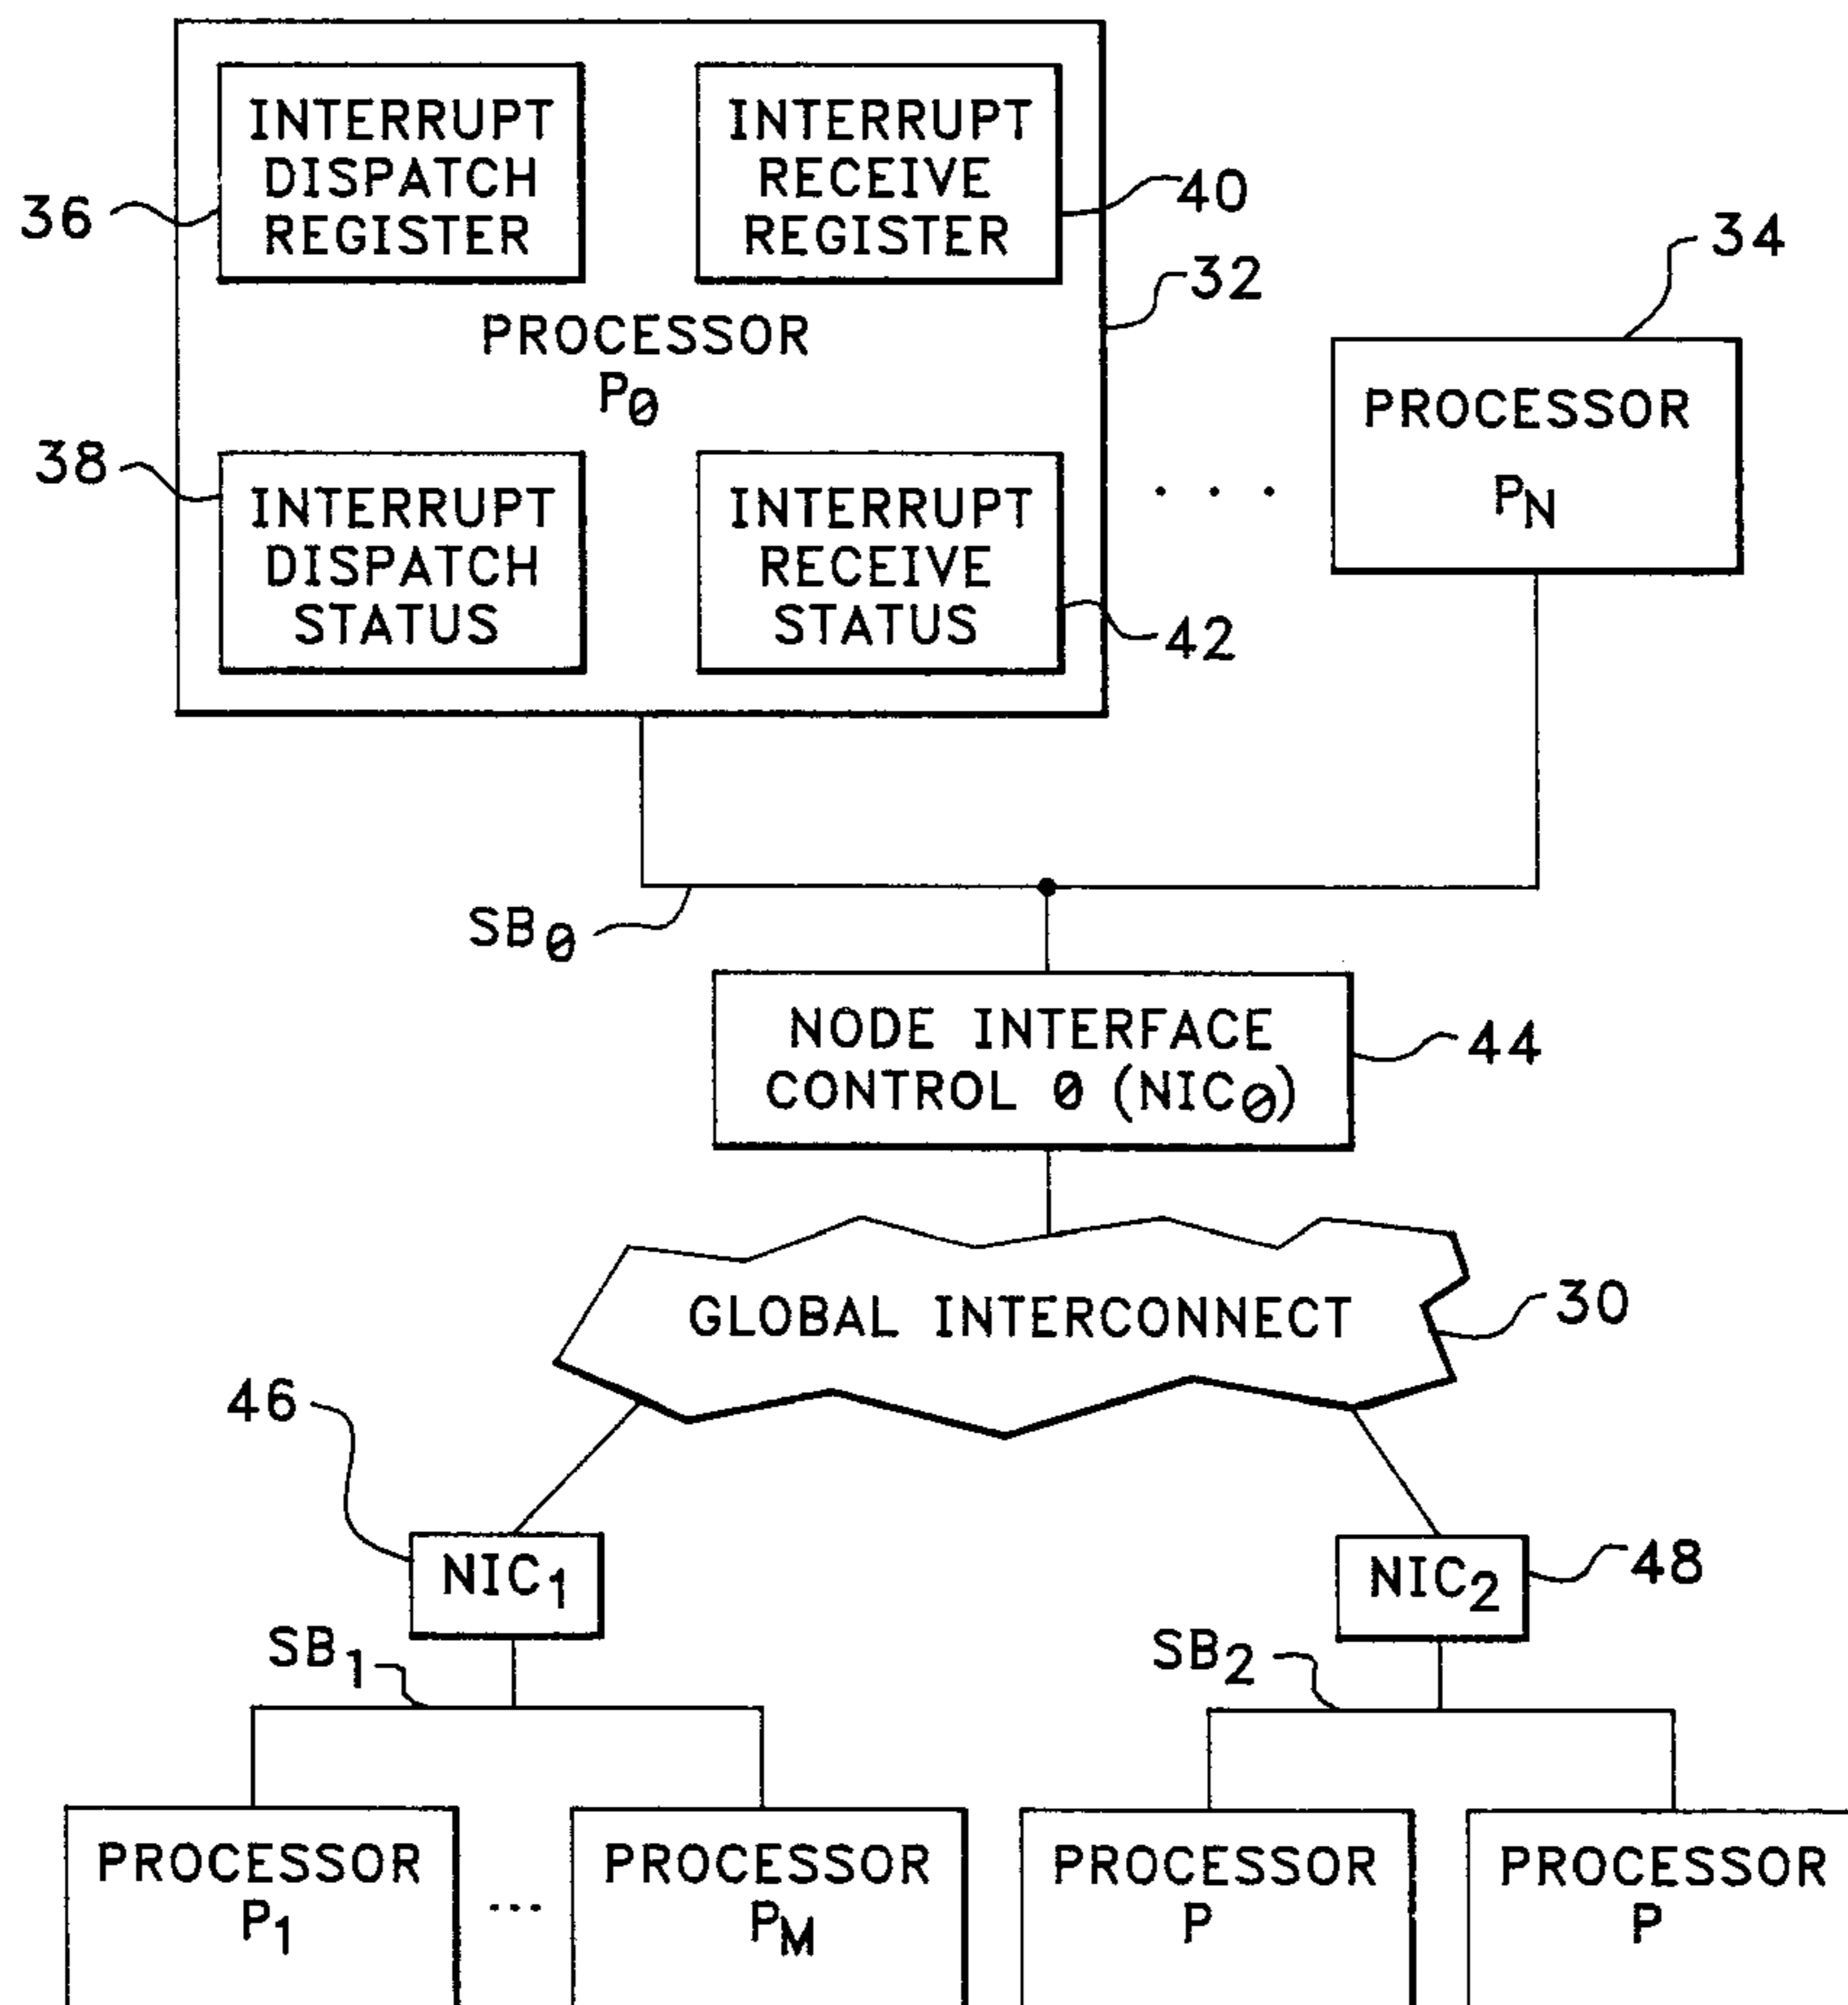 INTERRUPT
DISPATCH
REGISTER
INTERRUPT
RECEIVE
REGISTER
36
40
32
34
PROCESSOR
P0
PROCESSOR
PN
38
INTERRUPT
DISPATCH
STATUS
INTERRUPT
RECEIVE
STATUS
. . .
42
SB0
NODE INTERFACE
CONTROL 0 (NIC0)
44
GLOBAL INTERCONNECT
30
46
NIC1
NIC2
48
SB1
SB2
PROCESSOR
P1
...
PROCESSOR
PM
PROCESSOR
P
PROCESSOR
P